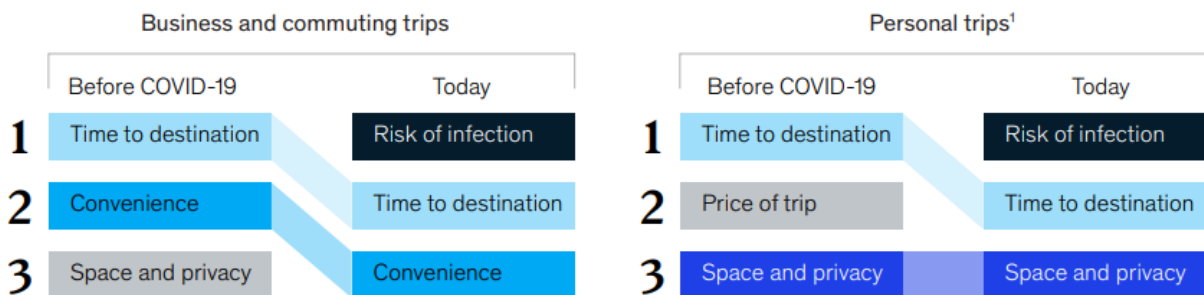 Business and commuting trips
Before COVID-19 Today
1 Time to destination Risk of infection
2 Convenience Time to destination
3 Space and privacy Convenience
Personal trips¹
Before COVID-19 Today
1 Time to destination Risk of infection
2 Price of trip Time to destination
3 Space and privacy Space and privacy